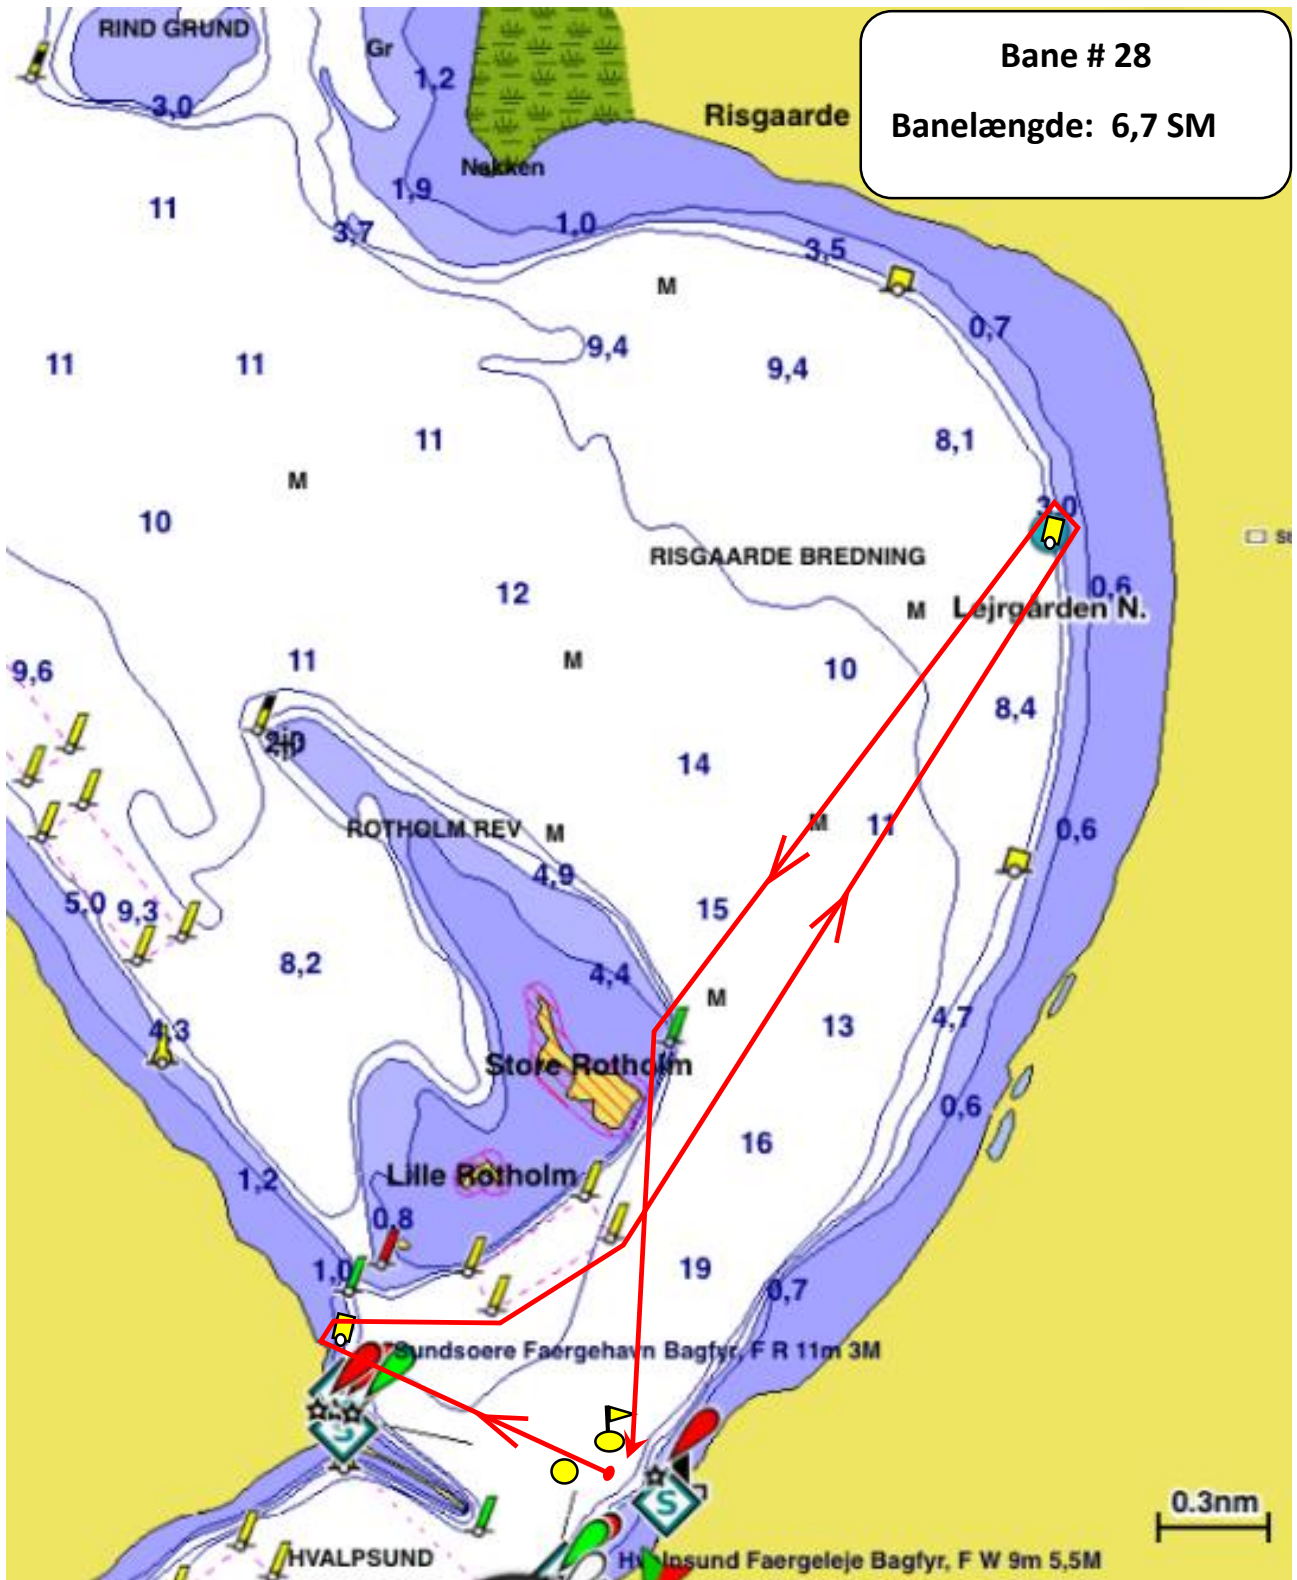 RIND GRUND
Gr
Bane # 28
Banelængde: 6,7 SM
1,2
3,0
Risgaarde
Nakken
1,9
11
1,0
3,7
3,5
M
0,7
9,4
11
11
9,4
11
8,1
M
3,0
10
RISGAARDE BREDNING
12
0,6
M
Lejrgården N.
11
M
10
9,6
8,4
2,0
14
ROTHOLM REV
M
M
11
0,6
4,9
5,0
9,3
15
8,2
4,4
M
13
4,7
4,3
Store Rotholm
0,6
16
Lille Rotholm
1,2
0,8
1,0
19
0,7
Sundsoere Faergehavn Bagfyr, F R 11m 3M
S
S
0.3nm
HVALPSUND
Hvalpsund Faergeleje Bagfyr, F W 9m 5,5M